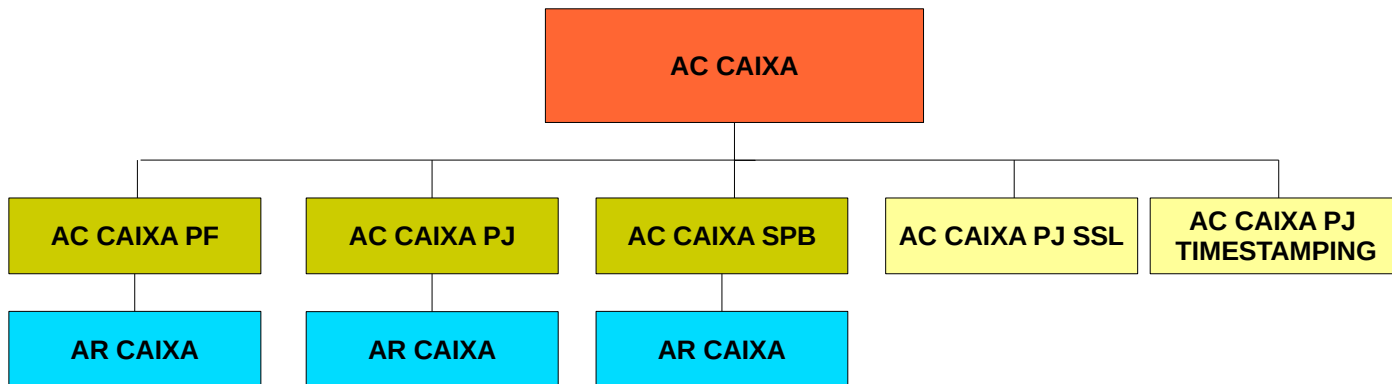 AC CAIXA
AC CAIXA PF
AC CAIXA PJ
AC CAIXA SPB
AC CAIXA PJ SSL
AC CAIXA PJ
TIMESTAMPING
AR CAIXA
AR CAIXA
AR CAIXA